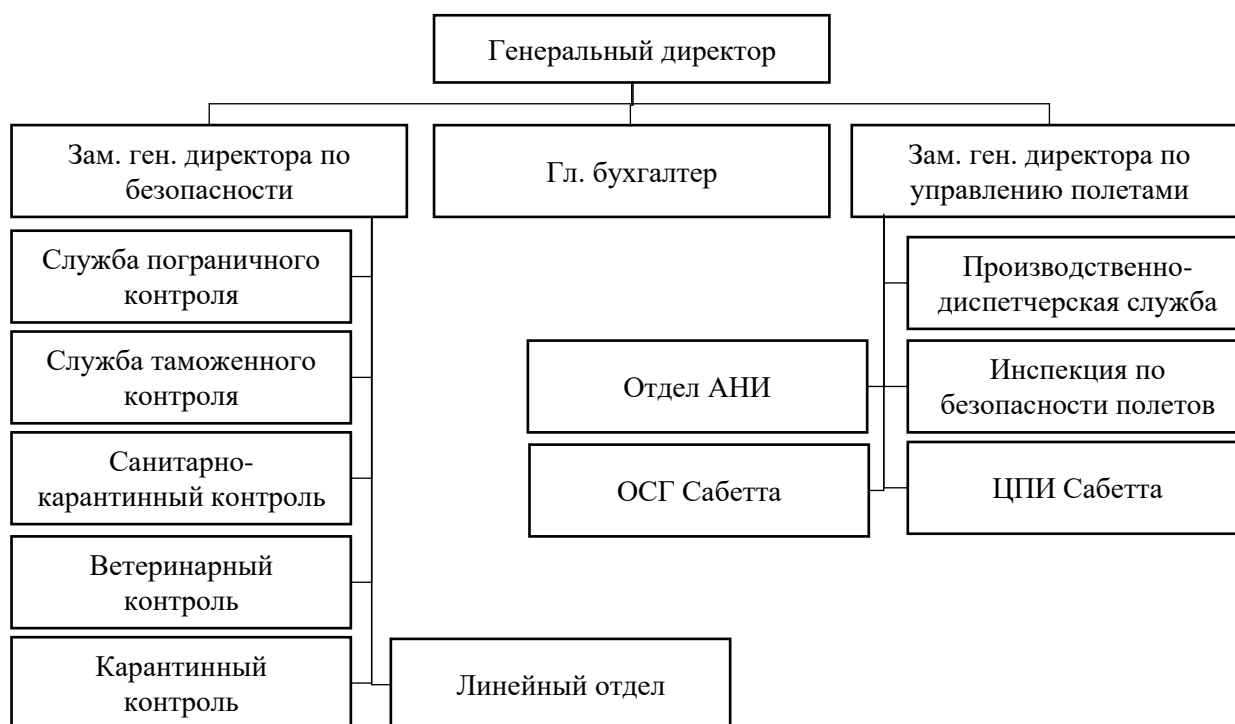 Генеральный директор
Зам. ген. директора по
безопасности
Гл. бухгалтер
Зам. ген. директора по
управлению полетами
Служба пограничного
контроля
Служба таможенного
контроля
Санитарно-
карантинный контроль
Ветеринарный
контроль
Карантинный
контроль
Линейный отдел
Производственно-
диспетчерская служба
Отдел АНИ
Инспекция по
безопасности полетов
ОСГ Сабетта
ЦПИ Сабетта